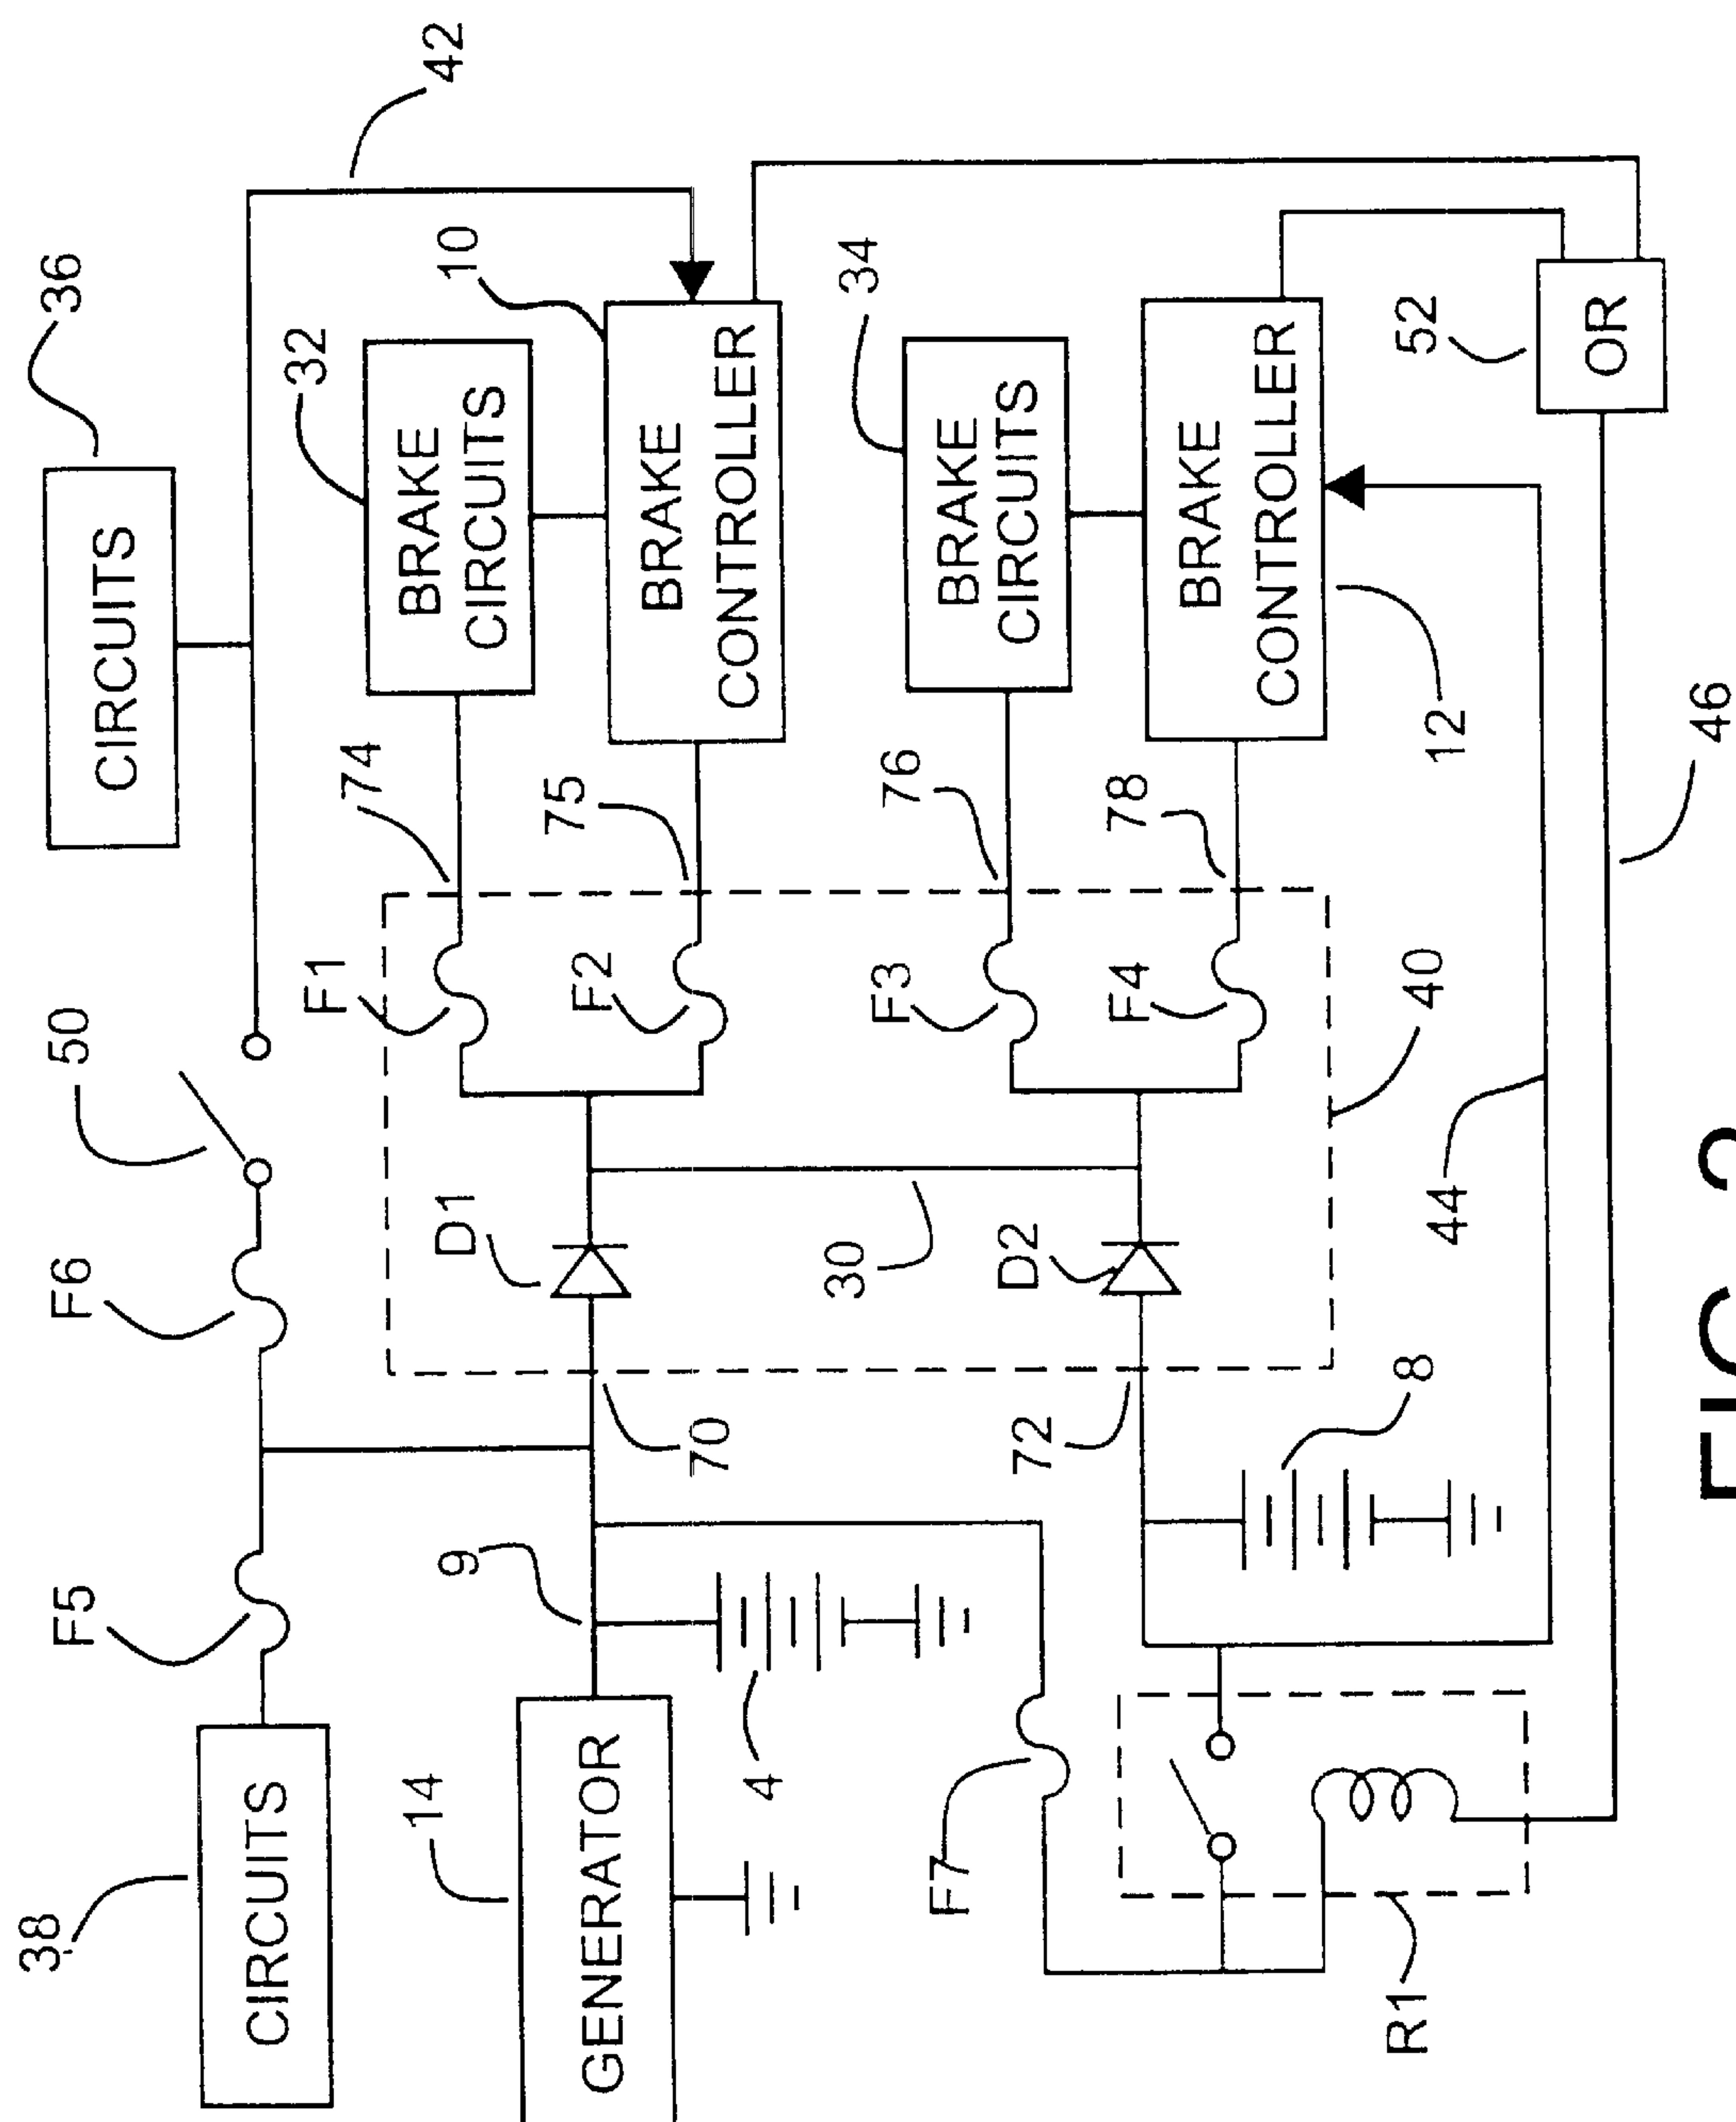 38
F5
F6
50
36
CIRCUITS
CIRCUITS
F1
32
74
42
14
9
D1
10
BRAKE
CIRCUITS
GENERATOR
F2
75
BRAKE
CONTROLLER
70
4
30
34
F3
76
F7
72
D2
BRAKE
CIRCUITS
F4
78
BRAKE
CONTROLLER
R1
8
40
52
44
12
OR
46